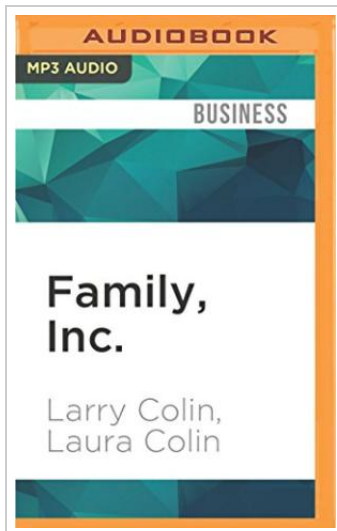 AUDIOBOOK
MP3 AUDIO
BUSINESS
Family,
Inc.
Larry Colin,
Laura Colin